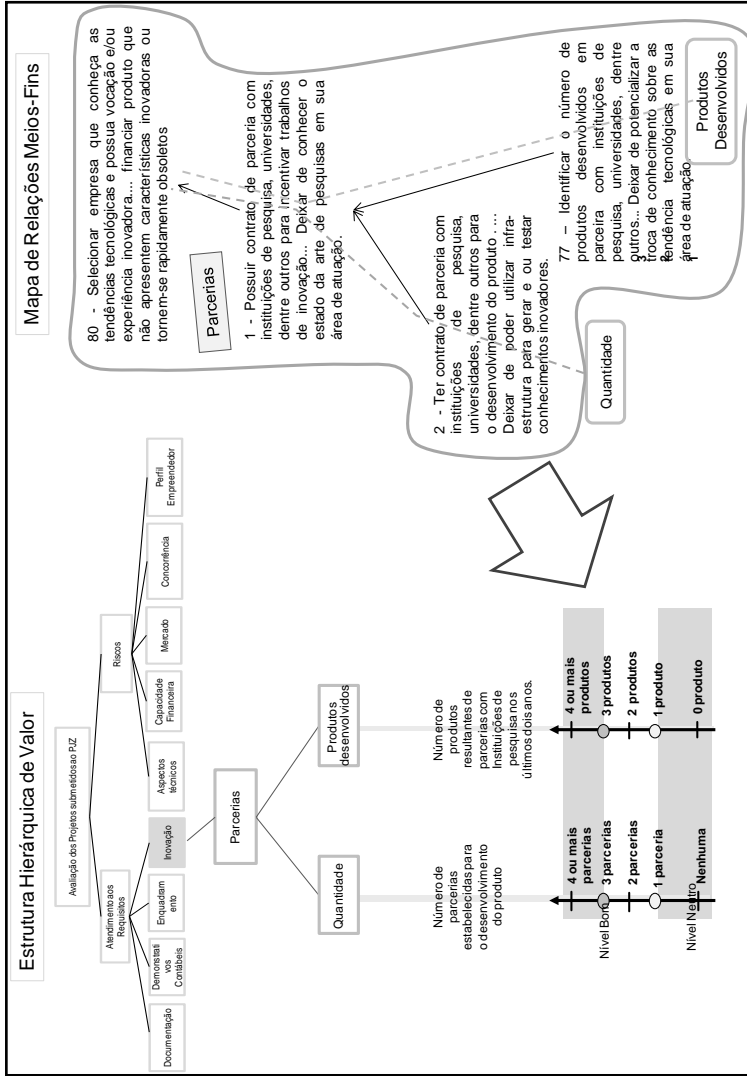 Estrutura Hierárquica de Valor
Avaliação dos Projetos submetidos ao PJZ
Atendimento aos
Requisitos
Riscos
Documentação
Demonstrati
vos
Contábeis
Enquadram
ento
Inovação
Aspectos
técnicos
Capacidade
Financeira
Mercado
Concorrência
Perfil
Empreendedor
Parcerias
Quantidade
Produtos
desenvolvidos
Número de
parcerias
estabelecidas para
o desenvolvimento
do produto
Número de
produtos
resultantes de
parcerias com
Instituições de
pesquisa nos
últimos dois anos.
4 ou mais
parcerias
3 parcerias
Nível Bom
2 parcerias
1 parceria
Nível Neutro
Nenhuma
4 ou mais
produtos
3 produtos
2 produtos
1 produto
0 produto
Mapa de Relações Meios-Fins
80 - Selecionar empresa que conheça as
tendências tecnológicas e possua vocação e/ou
experiência inovadora.... financiar produto que
não apresentem características inovadoras ou
tornem-se rapidamente obsoletos
Parcerias
1 - Possuir contrato de parceria com
instituições de pesquisa, universidades,
dentre outros para Incentivar trabalhos
de inovação... Deixar de conhecer o
estado da arte de pesquisas em sua
área de atuação.
2 - Ter contrato de parceria com
instituições de pesquisa,
universidades, dentre outros para
o desenvolvimento do produto ....
Deixar de poder utilizar infra-
estrutura para gerar e ou testar
conhecimentos inovadores.
77 – Identificar o número de
produtos desenvolvidos em
parceira com instituições de
pesquisa, universidades, dentre
outros... Deixar de potencializar a
troca de conhecimento sobre as
tendência tecnológicas em sua
área de atuação.
3
2
1
Quantidade
Produtos
Desenvolvidos